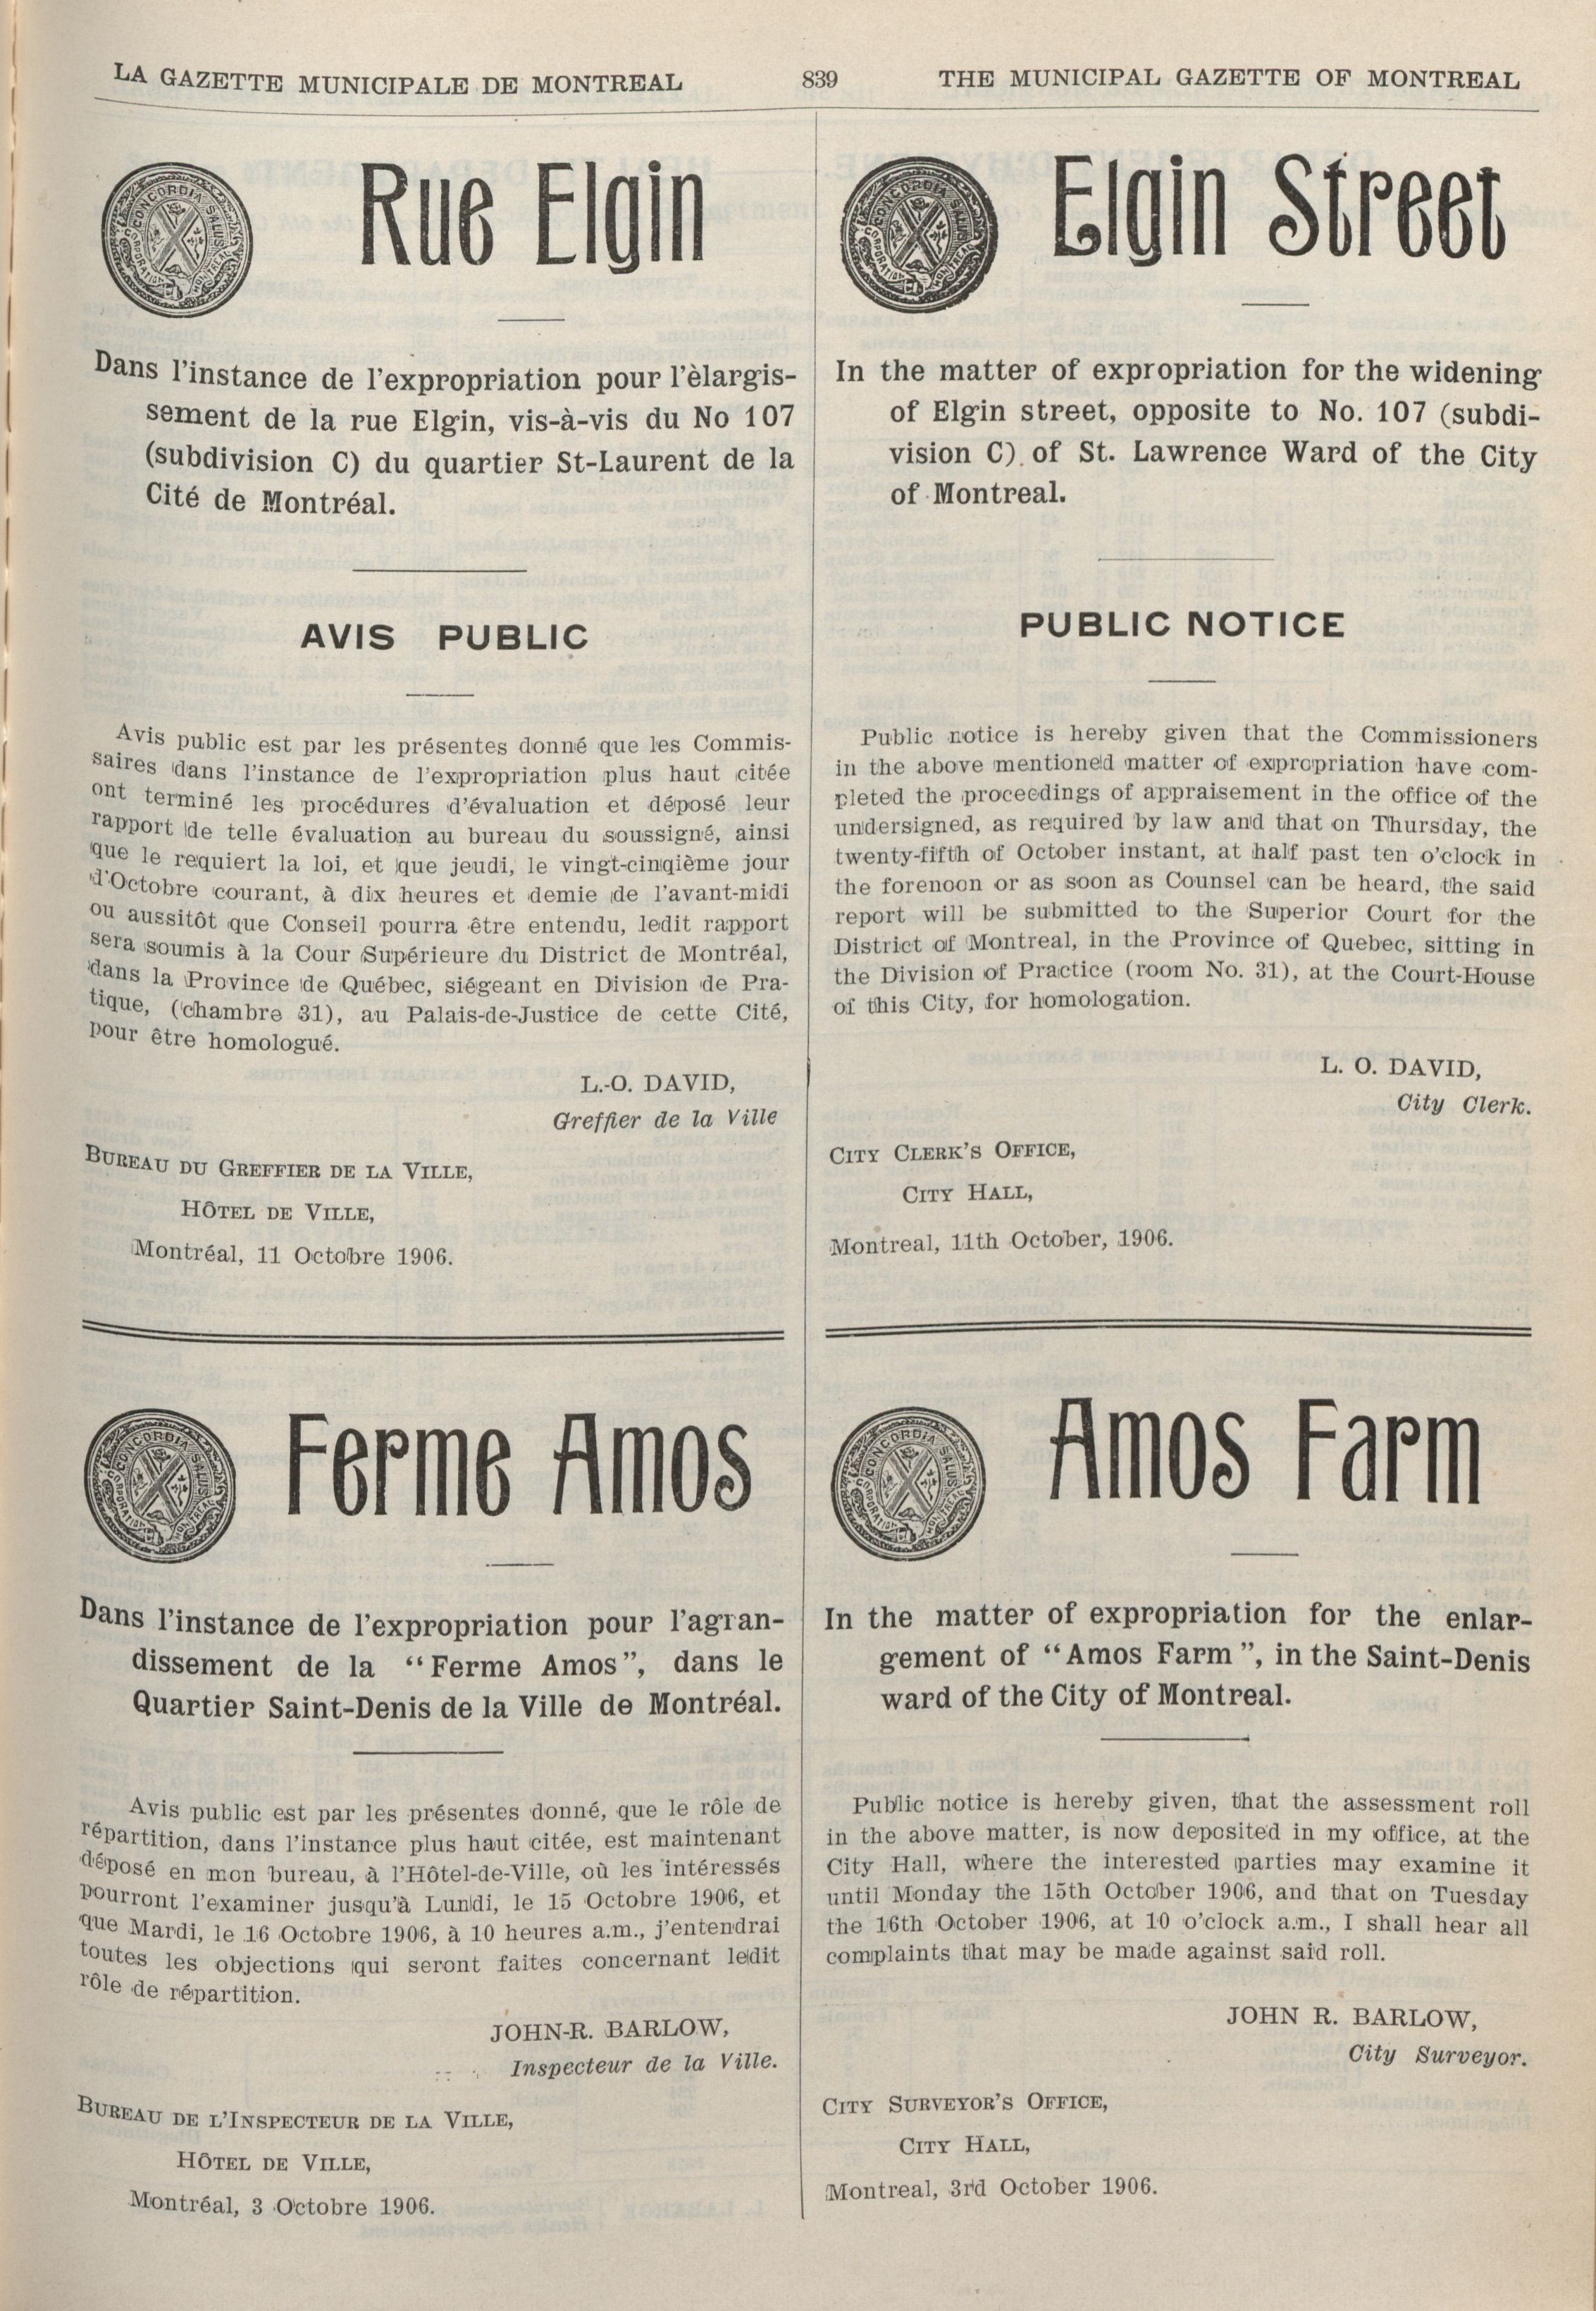 LA GAZETTE MUNICIPALE DE MONTREAL
839
THE MUNICIPAL GAZETTE OF MONTREAL
CONCORDIA SALUS
CORPORATION MONTREAL
Rue Elgin
Dans l'instance de l'expropriation pour l'èlargis-
sement de la rue Elgin, vis-à-vis du No 107
(subdivision C) du quartier St-Laurent de la
Cité de Montréal.
AVIS PUBLIC
Avis public est par les présentes donné que les Commis-
saires dans l'instance de l'expropriation plus haut citée
ont terminé les procédures d'évaluation et déposé leur
rapport de telle évaluation au bureau du soussigné, ainsi
que le requiert la loi, et que jeudi, le vingt-cinqième jour
d'Octobre courant, à dix heures et demie de l'avant-midi
ou aussitôt que Conseil pourra être entendu, ledit rapport
sera soumis à la Cour Supérieure du District de Montréal,
dans la Province de Québec, siégeant en Division de Pra-
tique, (chambre 31), au Palais-de-Justice de cette Cité,
pour être homologué.
L.-O. DAVID,
Greffier de la Ville
BUREAU DU GREFFIER DE LA VILLE,
HÔTEL DE VILLE,
Montréal, 11 Octobre 1906.
CONCORDIA SALUS
CORPORATION MONTREAL
Elgin Street
In the matter of expropriation for the widening
of Elgin street, opposite to No. 107 (subdi-
vision C) of St. Lawrence Ward of the City
of Montreal.
PUBLIC NOTICE
Public notice is hereby given that the Commissioners
in the above mentioned matter of expropriation have com-
pleted the proceedings of appraisement in the office of the
undersigned, as required by law and that on Thursday, the
twenty-fifth of October instant, at half past ten o'clock in
the forenoon or as soon as Counsel can be heard, the said
report will be submitted to the Superior Court for the
District of Montreal, in the Province of Quebec, sitting in
the Division of Practice (room No. 31), at the Court-House
of this City, for homologation.
L. O. DAVID,
City Clerk.
CITY CLERK'S OFFICE,
CITY HALL,
Montreal, 11th October, 1906.
CONCORDIA SALUS
CORPORATION MONTREAL
Ferme Amos
Dans l'instance de l'expropriation pour l'agran-
dissement de la "Ferme Amos", dans le
Quartier Saint-Denis de la Ville de Montréal.
Avis public est par les présentes donné, que le rôle de
répartition, dans l'instance plus haut citée, est maintenant
déposé en mon bureau, à l'Hôtel-de-Ville, où les intéressés
pourront l'examiner jusqu'à Lundi, le 15 Octobre 1906, et
que Mardi, le 16 Octobre 1906, à 10 heures a.m., j'entendrai
toutes les objections qui seront faites concernant ledit
rôle de répartition.
JOHN-R. BARLOW,
Inspecteur de la Ville.
BUREAU DE L'INSPECTEUR DE LA VILLE,
HÔTEL DE VILLE,
Montréal, 3 Octobre 1906.
CONCORDIA SALUS
CORPORATION MONTREAL
Amos Farm
In the matter of expropriation for the enlar-
gement of "Amos Farm", in the Saint-Denis
ward of the City of Montreal.
Public notice is hereby given, that the assessment roll
in the above matter, is now deposited in my office, at the
City Hall, where the interested parties may examine it
until Monday the 15th October 1906, and that on Tuesday
the 16th October 1906, at 10 o'clock a.m., I shall hear all
complaints that may be made against said roll.
JOHN R. BARLOW,
City Surveyor.
CITY SURVEYOR'S OFFICE,
CITY HALL,
Montreal, 3rd October 1906.